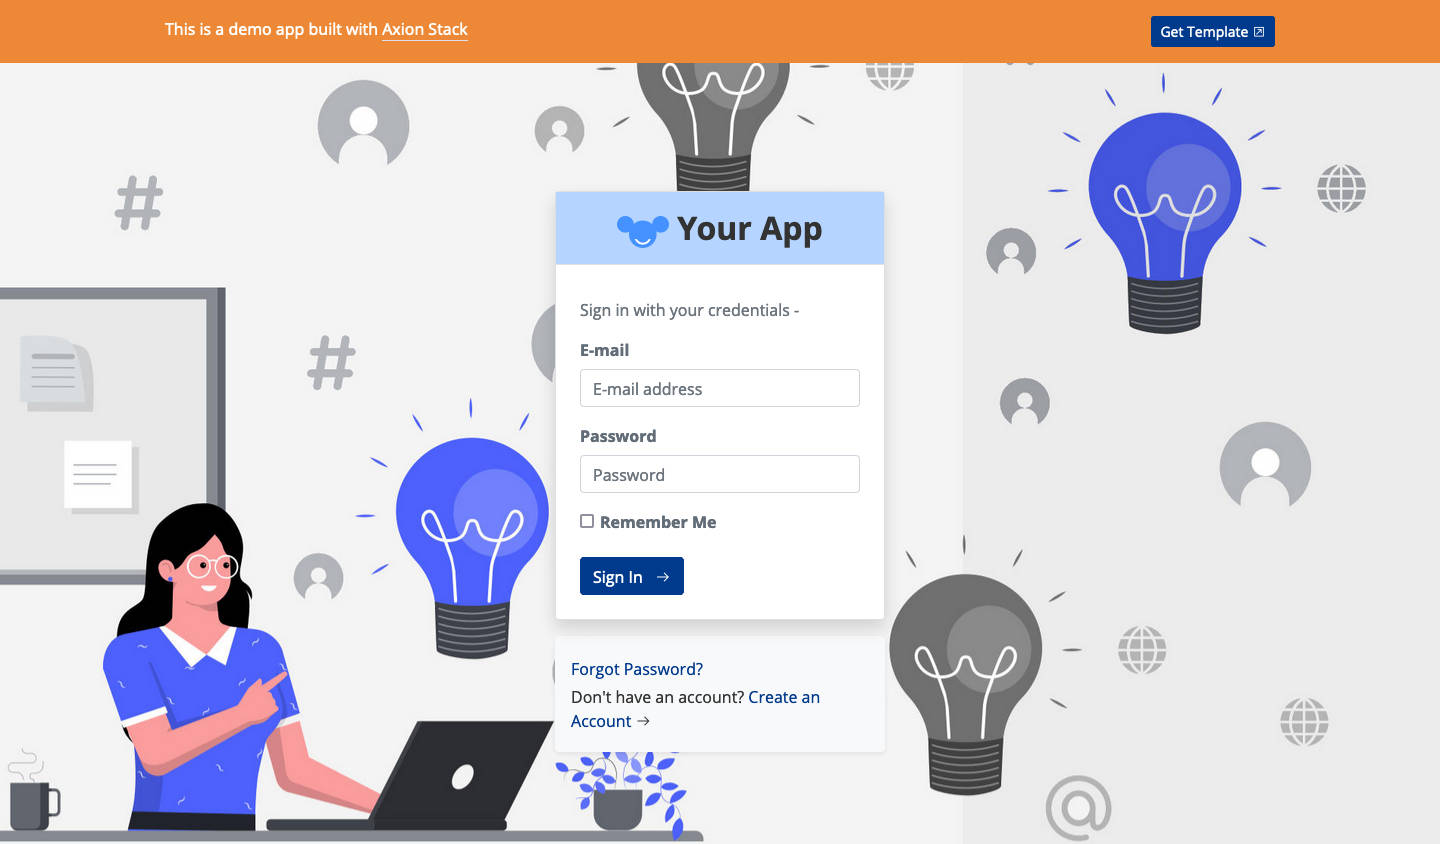 This is a demo app built with Axion Stack
Get Template
Your App
Sign in with your credentials -
E-mail
E-mail address
Password
Password
Remember Me
Sign In
Forgot Password?
Don't have an account? Create an
Account